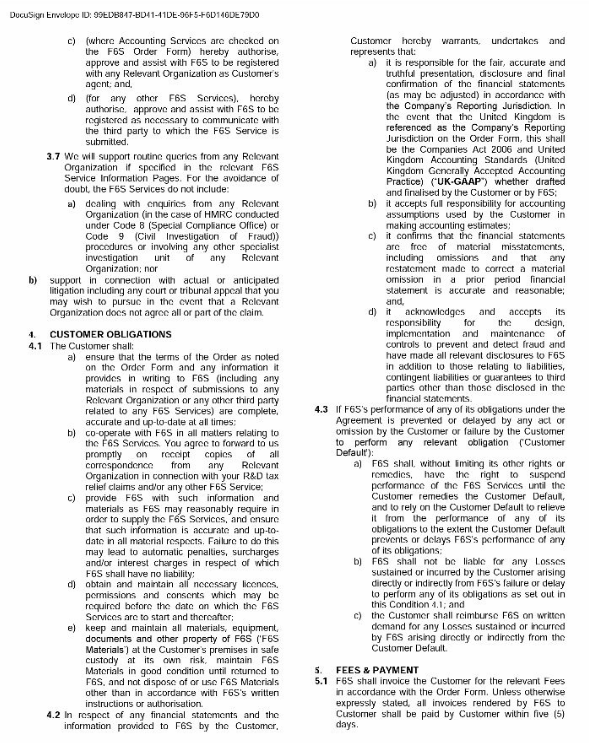 DocuSign Envelope ID: 99EDB847-BD41-41DE-96F5-F6D146DE79D0
c) (where Accounting Services are checked on
the F6S Order Form) hereby authorise,
approve and assist with F6S to be registered
with any Relevant Organization as Customer's
agent; and,
d) (for any other F6S Services), hereby
authorise, approve and assist with F6S to be
registered as necessary to communicate with
the third party to which the F6S Service is
submitted.
3.7 We will support routine queries from any Relevant
Organization if specified in the relevant F6S
Service Information Pages. For the avoidance of
doubt, the F6S Services do not include:
a) dealing with enquiries from any Relevant
Organization (in the case of HMRC conducted
under Code 8 (Special Compliance Office) or
Code 9 (Civil Investigation of Fraud))
procedures or involving any other specialist
investigation unit of any Relevant
Organization; nor
b) support in connection with actual or anticipated
litigation including any court or tribunal appeal that you
may wish to pursue in the event that a Relevant
Organization does not agree all or part of the claim.
4. CUSTOMER OBLIGATIONS
4.1 The Customer shall:
a) ensure that the terms of the Order as noted
on the Order Form and any information it
provides in writing to F6S (including any
materials in respect of submissions to any
Relevant Organization or any other third party
related to any F6S Services) are complete,
accurate and up-to-date at all times;
b) co-operate with F6S in all matters relating to
the F6S Services. You agree to forward to us
promptly on receipt copies of all
correspondence from any Relevant
Organization in connection with your R&D tax
relief claims and/or any other F6S Service;
c) provide F6S with such information and
materials as F6S may reasonably require in
order to supply the F6S Services, and ensure
that such information is accurate and up-to-
date in all material respects. Failure to do this
may lead to automatic penalties, surcharges
and/or interest charges in respect of which
F6S shall have no liability;
d) obtain and maintain all necessary licences,
permissions and consents which may be
required before the date on which the F6S
Services are to start and thereafter;
e) keep and maintain all materials, equipment,
documents and other property of F6S ('F6S
Materials') at the Customer's premises in safe
custody at its own risk, maintain F6S
Materials in good condition until returned to
F6S, and not dispose of or use F6S Materials
other than in accordance with F6S's written
instructions or authorisation.
4.2 In respect of any financial statements and the
information provided to F6S by the Customer,
Customer hereby warrants, undertakes and
represents that:
a) it is responsible for the fair, accurate and
truthful presentation, disclosure and final
confirmation of the financial statements
(as may be adjusted) in accordance with
the Company's Reporting Jurisdiction. In
the event that the United Kingdom is
referenced as the Company's Reporting
Jurisdiction on the Order Form, this shall
be the Companies Act 2006 and United
Kingdom Accounting Standards (United
Kingdom Generally Accepted Accounting
Practice) ("UK-GAAP") whether drafted
and finalised by the Customer or by F6S;
b) it accepts full responsibility for accounting
assumptions used by the Customer in
making accounting estimates;
c) it confirms that the financial statements
are free of material misstatements,
including omissions and that any
restatement made to correct a material
omission in a prior period financial
statement is accurate and reasonable;
and,
d) it acknowledges and accepts its
responsibility for the design,
implementation and maintenance of
controls to prevent and detect fraud and
have made all relevant disclosures to F6S
in addition to those relating to liabilities,
contingent liabilities or guarantees to third
parties other than those disclosed in the
financial statements.
4.3 If F6S's performance of any of its obligations under the
Agreement is prevented or delayed by any act or
omission by the Customer or failure by the Customer
to perform any relevant obligation ('Customer
Default'):
a) F6S shall, without limiting its other rights or
remedies, have the right to suspend
performance of the F6S Services until the
Customer remedies the Customer Default,
and to rely on the Customer Default to relieve
it from the performance of any of its
obligations to the extent the Customer Default
prevents or delays F6S's performance of any
of its obligations;
b) F6S shall not be liable for any Losses
sustained or incurred by the Customer arising
directly or indirectly from F6S's failure or delay
to perform any of its obligations as set out in
this Condition 4.1; and
c) the Customer shall reimburse F6S on written
demand for any Losses sustained or incurred
by F6S arising directly or indirectly from the
Customer Default.
5. FEES & PAYMENT
5.1 F6S shall invoice the Customer for the relevant Fees
in accordance with the Order Form. Unless otherwise
expressly stated, all invoices rendered by F6S to
Customer shall be paid by Customer within five (5)
days.